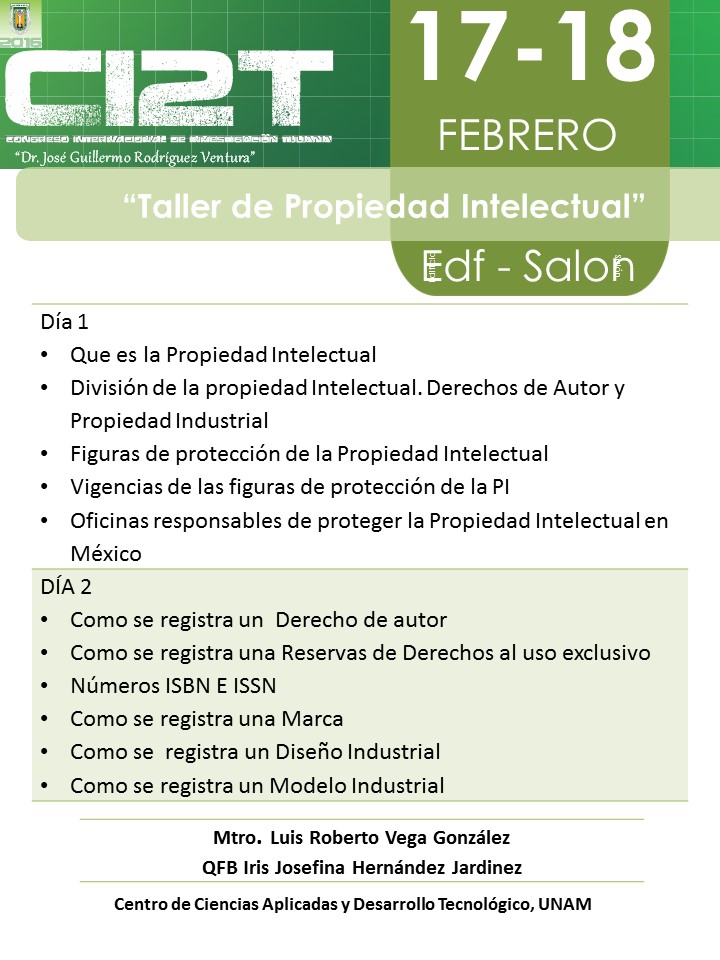 2016
CI2T
CONGRESO INTERNACIONAL DE INVESTIGACIÓN TIJUANA
“Dr. José Guillermo Rodríguez Ventura”
17-18
FEBRERO
“Taller de Propiedad Intelectual”
Edf - Salon
Edificio
Salón
Día 1
• Que es la Propiedad Intelectual
• División de la propiedad Intelectual. Derechos de Autor y
Propiedad Industrial
• Figuras de protección de la Propiedad Intelectual
• Vigencias de las figuras de protección de la PI
• Oficinas responsables de proteger la Propiedad Intelectual en
México
DÍA 2
• Como se registra un Derecho de autor
• Como se registra una Reservas de Derechos al uso exclusivo
• Números ISBN E ISSN
• Como se registra una Marca
• Como se registra un Diseño Industrial
• Como se registra un Modelo Industrial
Mtro. Luis Roberto Vega González
QFB Iris Josefina Hernández Jardinez
Centro de Ciencias Aplicadas y Desarrollo Tecnológico, UNAM